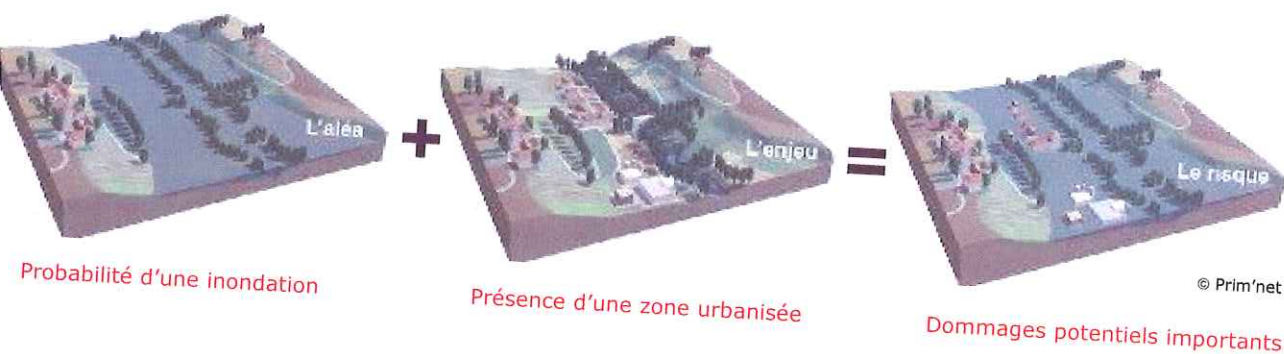 L'aléa
+
L'enjeu
=
Le risque
Probabilité d'une inondation
Présence d'une zone urbanisée
© Prim'net
Dommages potentiels importants